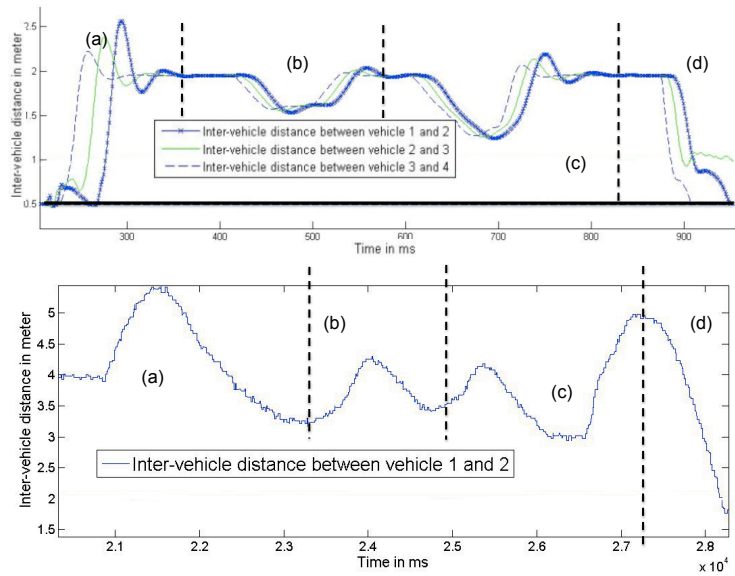 (a)
(b)
(c)
(d)
2.5
2
1.5
1
0.5
Inter-vehicle distance in meter
Inter-vehicle distance between vehicle 1 and 2
Inter-vehicle distance between vehicle 2 and 3
Inter-vehicle distance between vehicle 3 and 4
300 400 500 600 700 800 900
Time in ms
(a)
(b)
(c)
(d)
5
4.5
4
3.5
3
2.5
2
1.5
Inter-vehicle distance in meter
Inter-vehicle distance between vehicle 1 and 2
2.1 2.2 2.3 2.4 2.5 2.6 2.7 2.8
Time in ms
x 10⁴